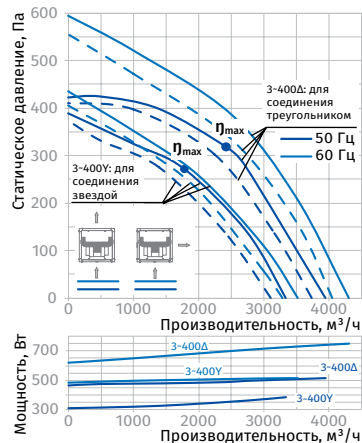 Статическое давление, Па
600
500
400
300
200
100
0
ηmax
ηmax
3~400Δ: для
соединения
треугольником
50 Гц
60 Гц
3~400Y: для
соединения
звездой
0 1000 2000 3000 4000
Производительность, м³/ч
Мощность, Вт
700
500
300
3~400Δ
3~400Y
3~400Δ
3~400Y
0 1000 2000 3000 4000
Производительность, м³/ч